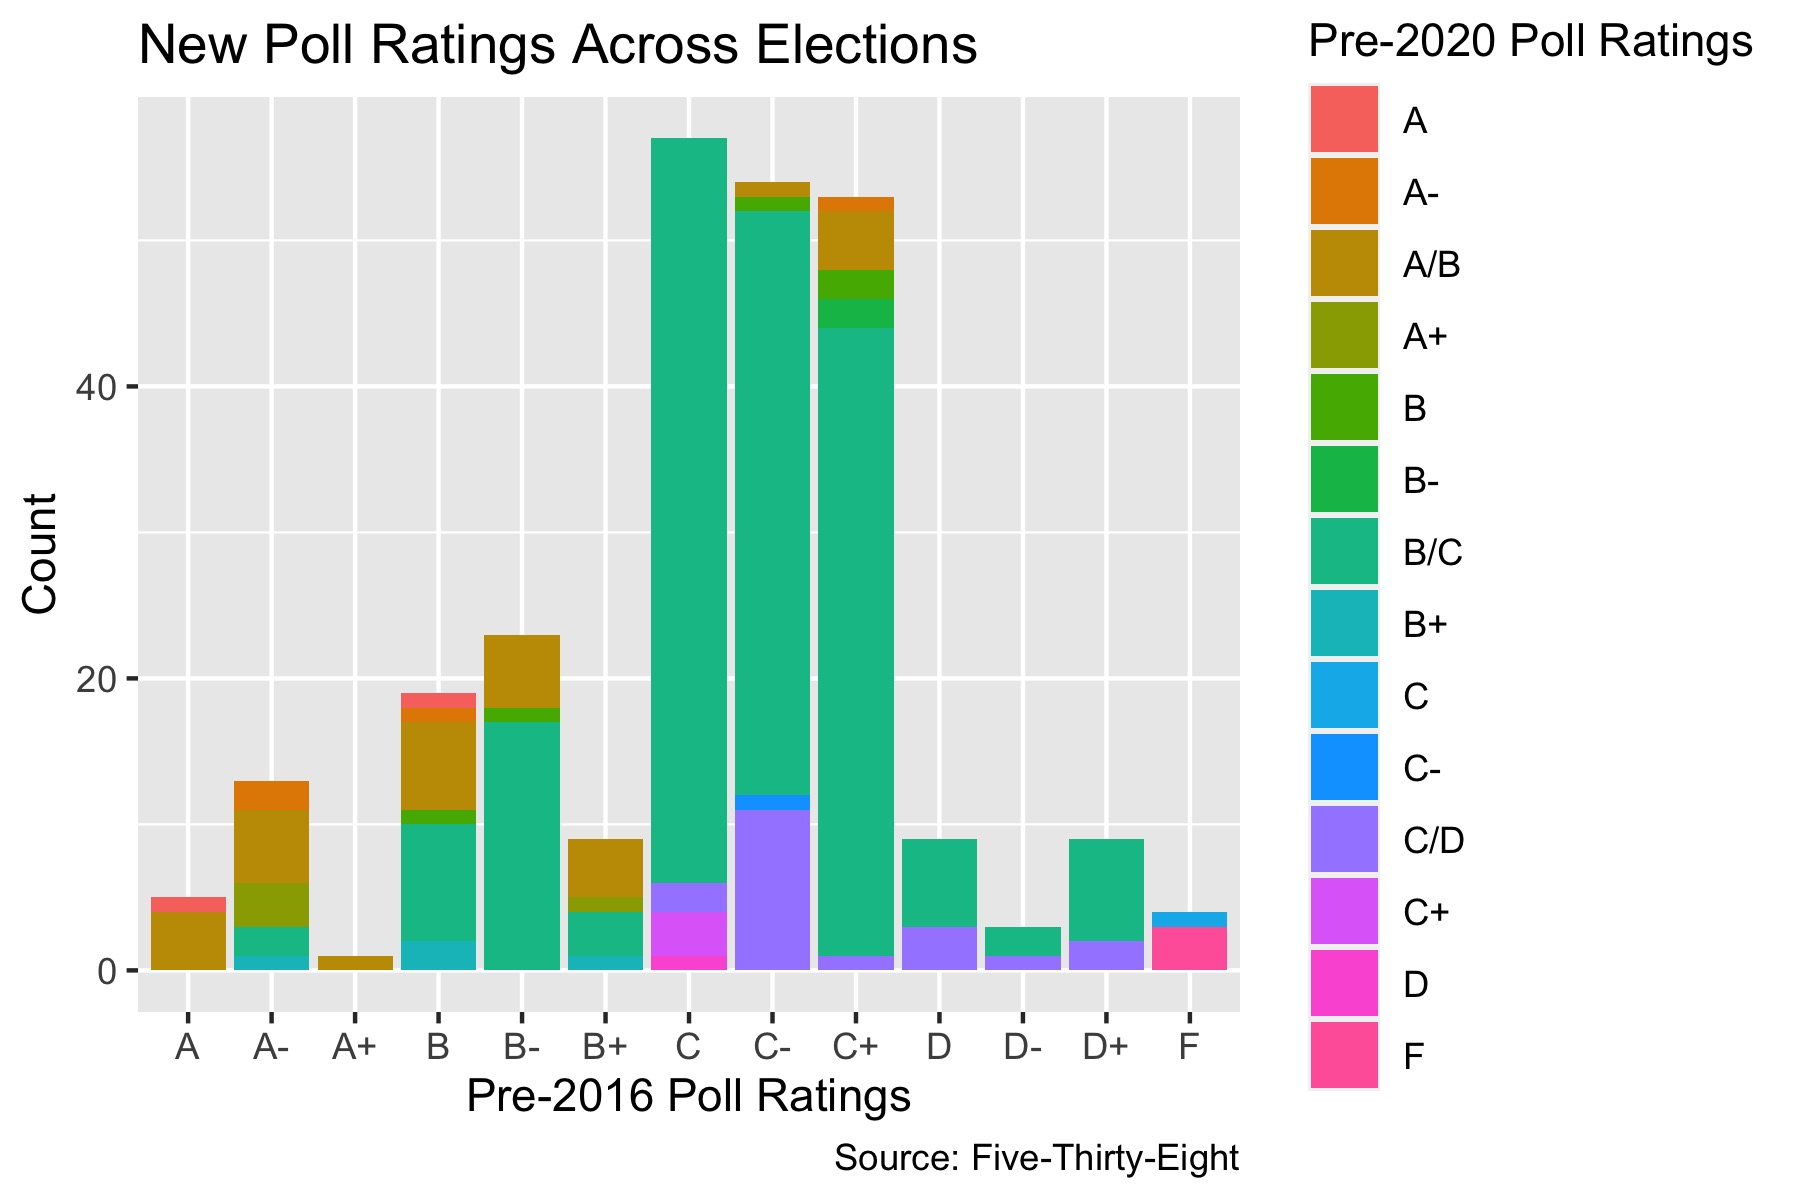 New Poll Ratings Across Elections
Pre-2020 Poll Ratings
A
A-
A/B
A+
B
B-
B/C
B+
C
C-
C/D
C+
D
F
Count
40
20
0
A A- A+ B B- B+ C C- C+ D D- D+ F
Pre-2016 Poll Ratings
Source: Five-Thirty-Eight